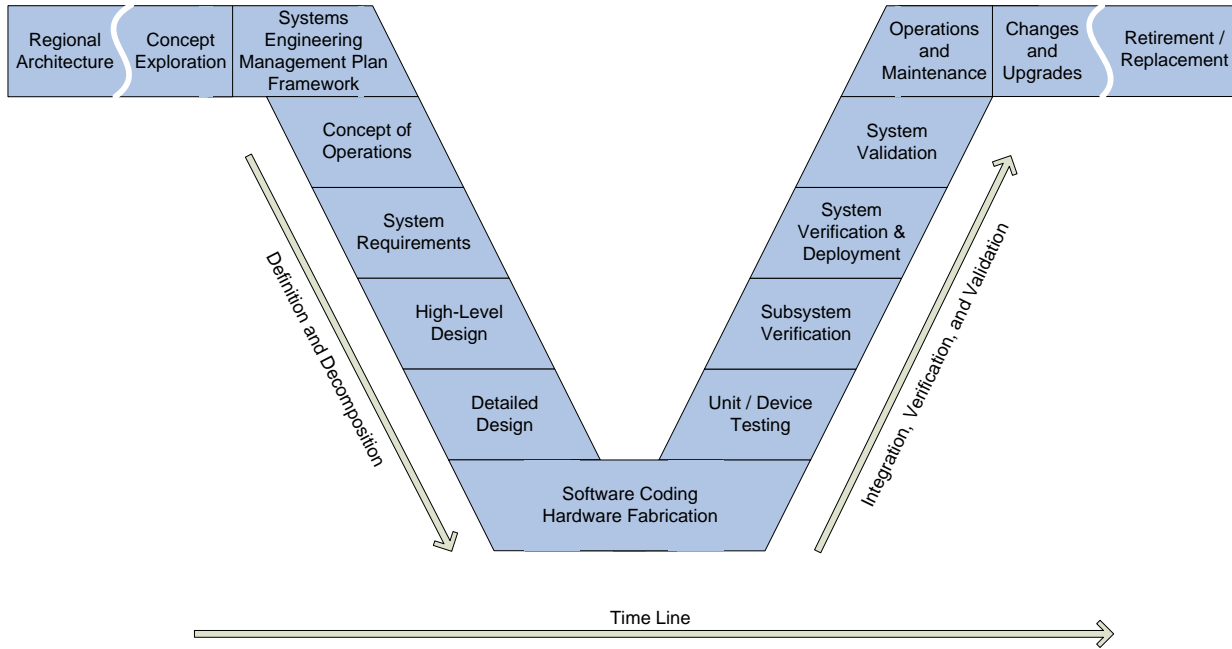 Regional
Architecture
Concept
Exploration
Systems
Engineering
Management Plan
Framework
Concept of
Operations
System
Requirements
High-Level
Design
Detailed
Design
Software Coding
Hardware Fabrication
Unit / Device
Testing
Subsystem
Verification
System
Verification &
Deployment
System
Validation
Operations
and
Maintenance
Changes
and
Upgrades
Retirement /
Replacement
Definition and Decomposition
Integration, Verification, and Validation
Time Line